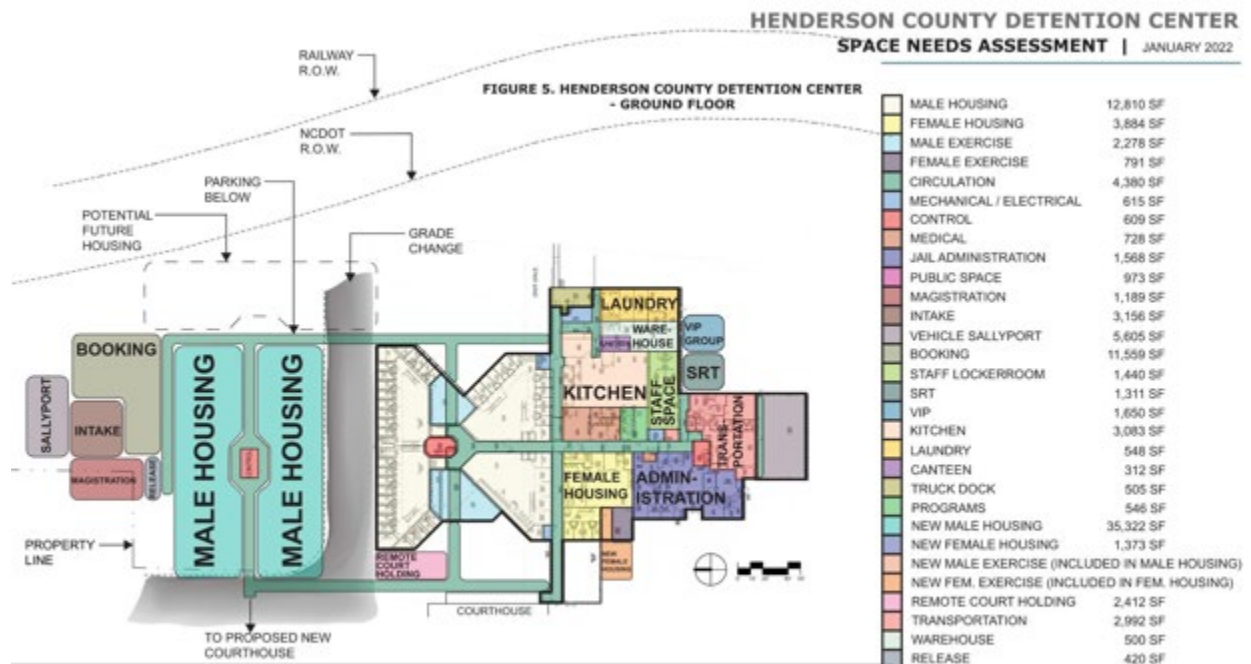 HENDERSON COUNTY DETENTION CENTER
SPACE NEEDS ASSESSMENT | JANUARY 2022
FIGURE 5. HENDERSON COUNTY DETENTION CENTER
- GROUND FLOOR
RAILWAY
R.O.W.
NCDOT
R.O.W.
PARKING
BELOW
POTENTIAL
FUTURE
HOUSING
GRADE
CHANGE
BOOKING
SALLYPORT
INTAKE
MAGISTRATION
RELEASE
MALE HOUSING
CONTROL
MALE HOUSING
LAUNDRY
WARE-
HOUSE
VIP
GROUP
SRT
KITCHEN
STAFF
SPACE
TRANS-
PORTATION
FEMALE
HOUSING
ADMIN-
ISTRATION
REMOTE
COURT
HOLDING
NEW
FEMALE
HOUSING
PROPERTY
LINE
COURTHOUSE
TO PROPOSED NEW
COURTHOUSE
MALE HOUSING 12,810 SF
FEMALE HOUSING 3,884 SF
MALE EXERCISE 2,278 SF
FEMALE EXERCISE 791 SF
CIRCULATION 4,380 SF
MECHANICAL / ELECTRICAL 615 SF
CONTROL 609 SF
MEDICAL 728 SF
JAIL ADMINISTRATION 1,568 SF
PUBLIC SPACE 973 SF
MAGISTRATION 1,189 SF
INTAKE 3,156 SF
VEHICLE SALLYPORT 5,605 SF
BOOKING 11,559 SF
STAFF LOCKERROOM 1,440 SF
SRT 1,311 SF
VIP 1,650 SF
KITCHEN 3,083 SF
LAUNDRY 548 SF
CANTEEN 312 SF
TRUCK DOCK 505 SF
PROGRAMS 546 SF
NEW MALE HOUSING 35,322 SF
NEW FEMALE HOUSING 1,373 SF
NEW MALE EXERCISE (INCLUDED IN MALE HOUSING)
NEW FEM. EXERCISE (INCLUDED IN FEM. HOUSING)
REMOTE COURT HOLDING 2,412 SF
TRANSPORTATION 2,992 SF
WAREHOUSE 500 SF
RELEASE 420 SF